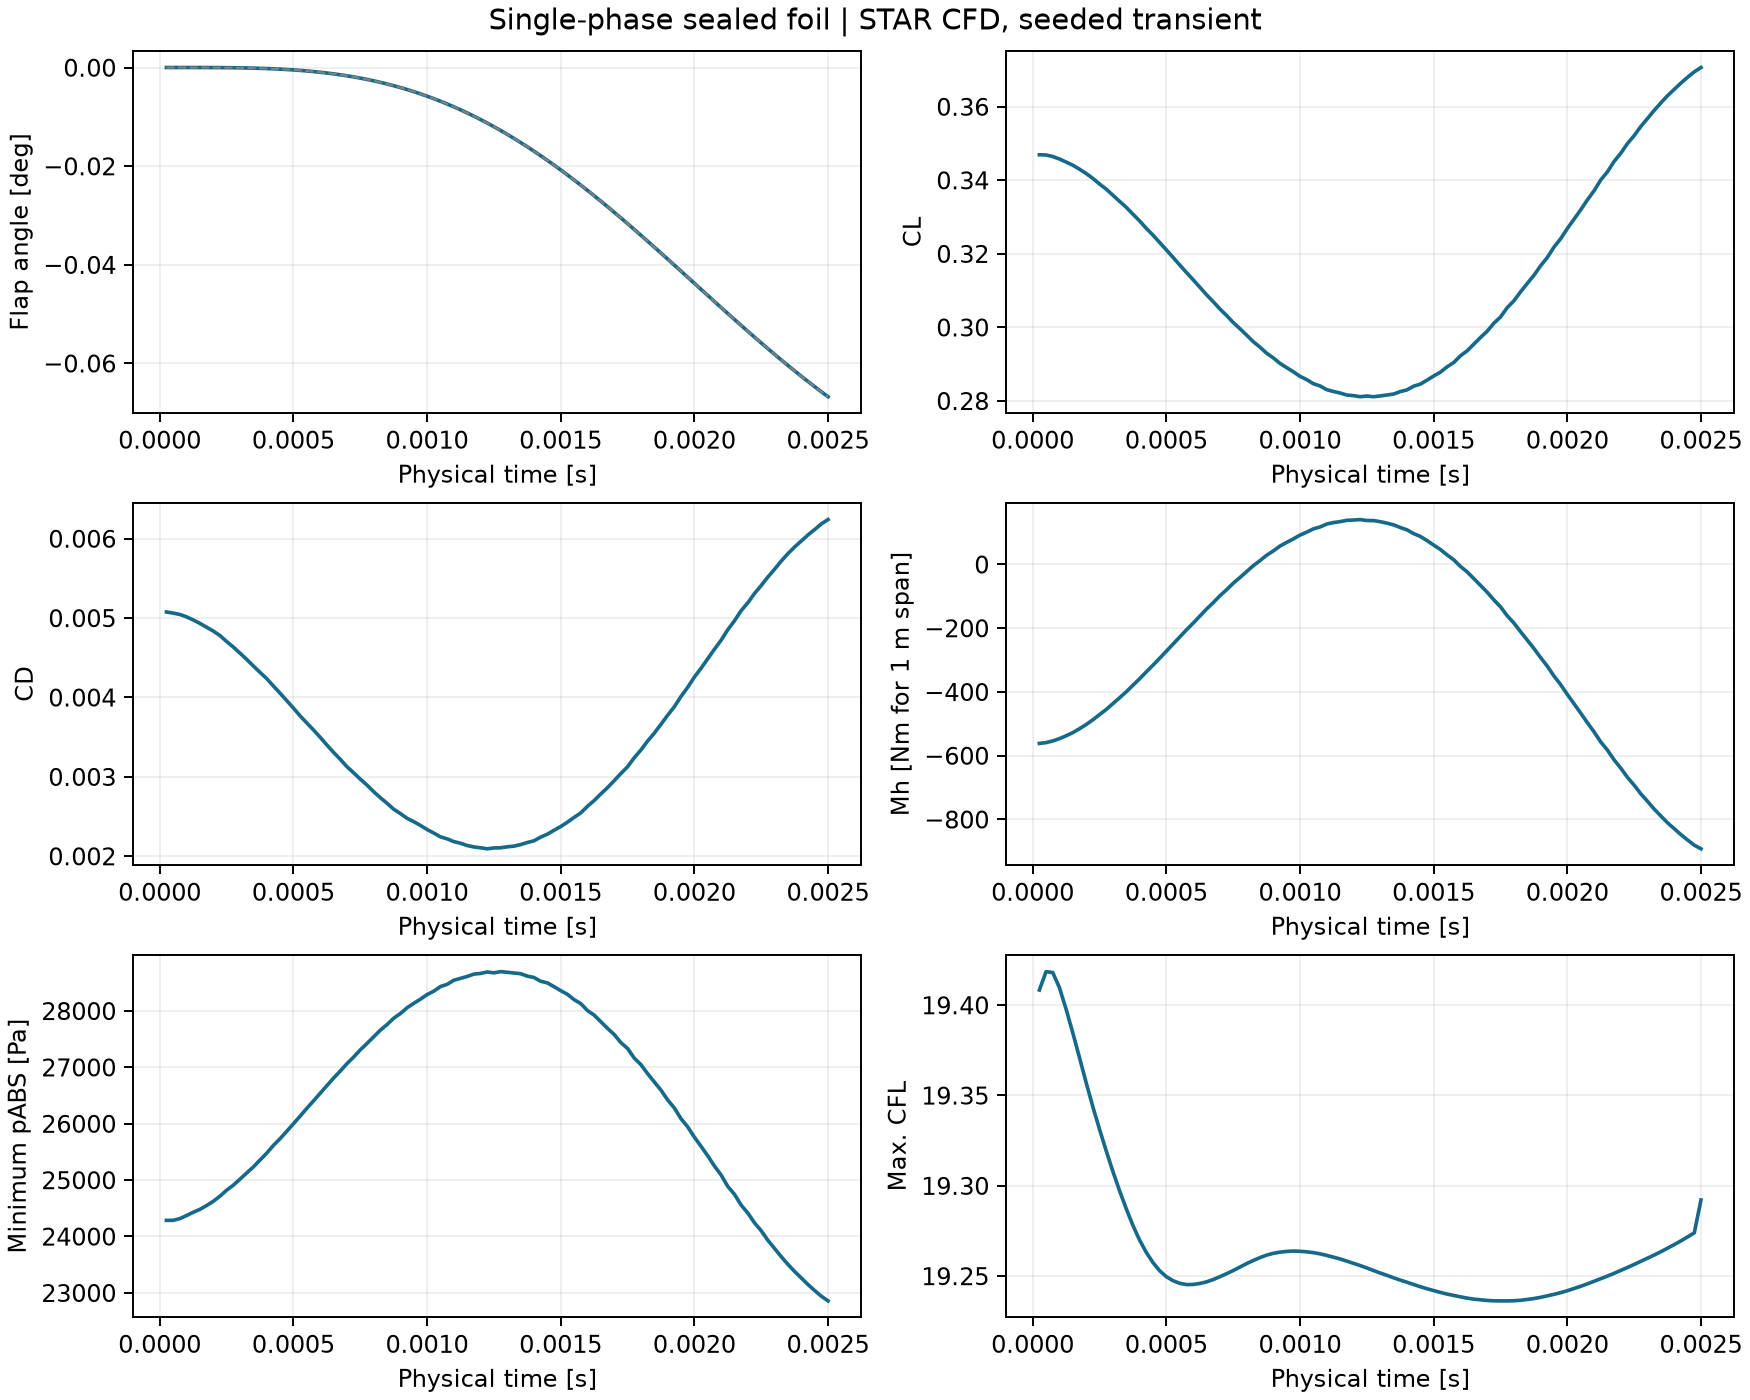 Single-phase sealed foil | STAR CFD, seeded transient
Flap angle [deg]
0.00
−0.02
−0.04
−0.06
0.0000 0.0005 0.0010 0.0015 0.0020 0.0025
Physical time [s]
CL
0.36
0.34
0.32
0.30
0.28
0.0000 0.0005 0.0010 0.0015 0.0020 0.0025
Physical time [s]
CD
0.006
0.005
0.004
0.003
0.002
0.0000 0.0005 0.0010 0.0015 0.0020 0.0025
Physical time [s]
Mh [Nm for 1 m span]
0
−200
−400
−600
−800
0.0000 0.0005 0.0010 0.0015 0.0020 0.0025
Physical time [s]
Minimum pABS [Pa]
28000
27000
26000
25000
24000
23000
0.0000 0.0005 0.0010 0.0015 0.0020 0.0025
Physical time [s]
Max. CFL
19.40
19.35
19.30
19.25
0.0000 0.0005 0.0010 0.0015 0.0020 0.0025
Physical time [s]